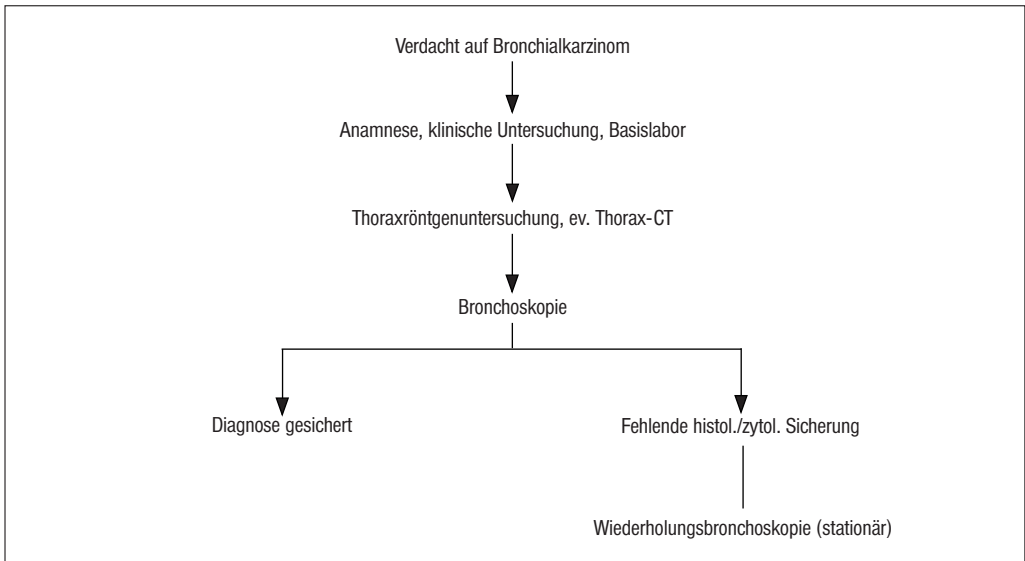 Verdacht auf Bronchialkarzinom
Anamnese, klinische Untersuchung, Basislabor
Thoraxröntgenuntersuchung, ev. Thorax-CT
Bronchoskopie
Diagnose gesichert
Fehlende histol./zytol. Sicherung
Wiederholungsbronchoskopie (stationär)